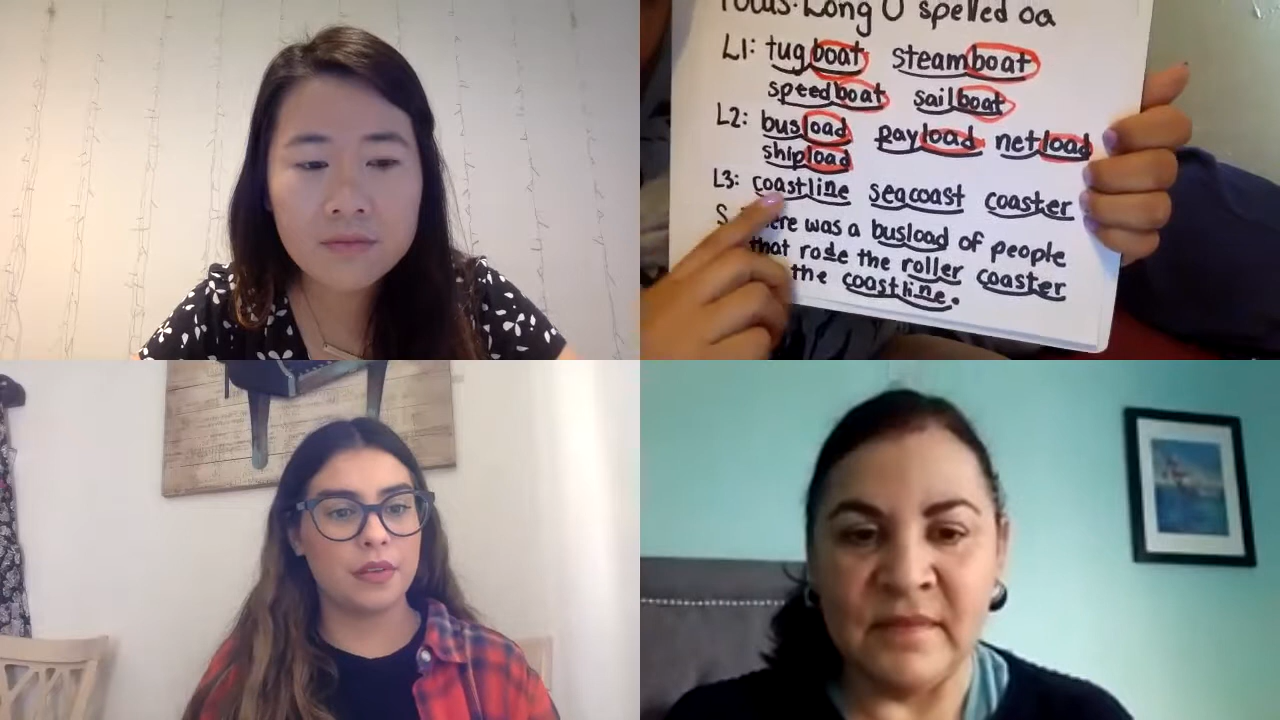 Focus: Long O spelled oa
L1: tugboat steamboat
speedboat sailboat
L2: busload payload netload
shipload
L3: coastline seacoast coaster
was a busload of people
that rode the roller coaster
the coastline.